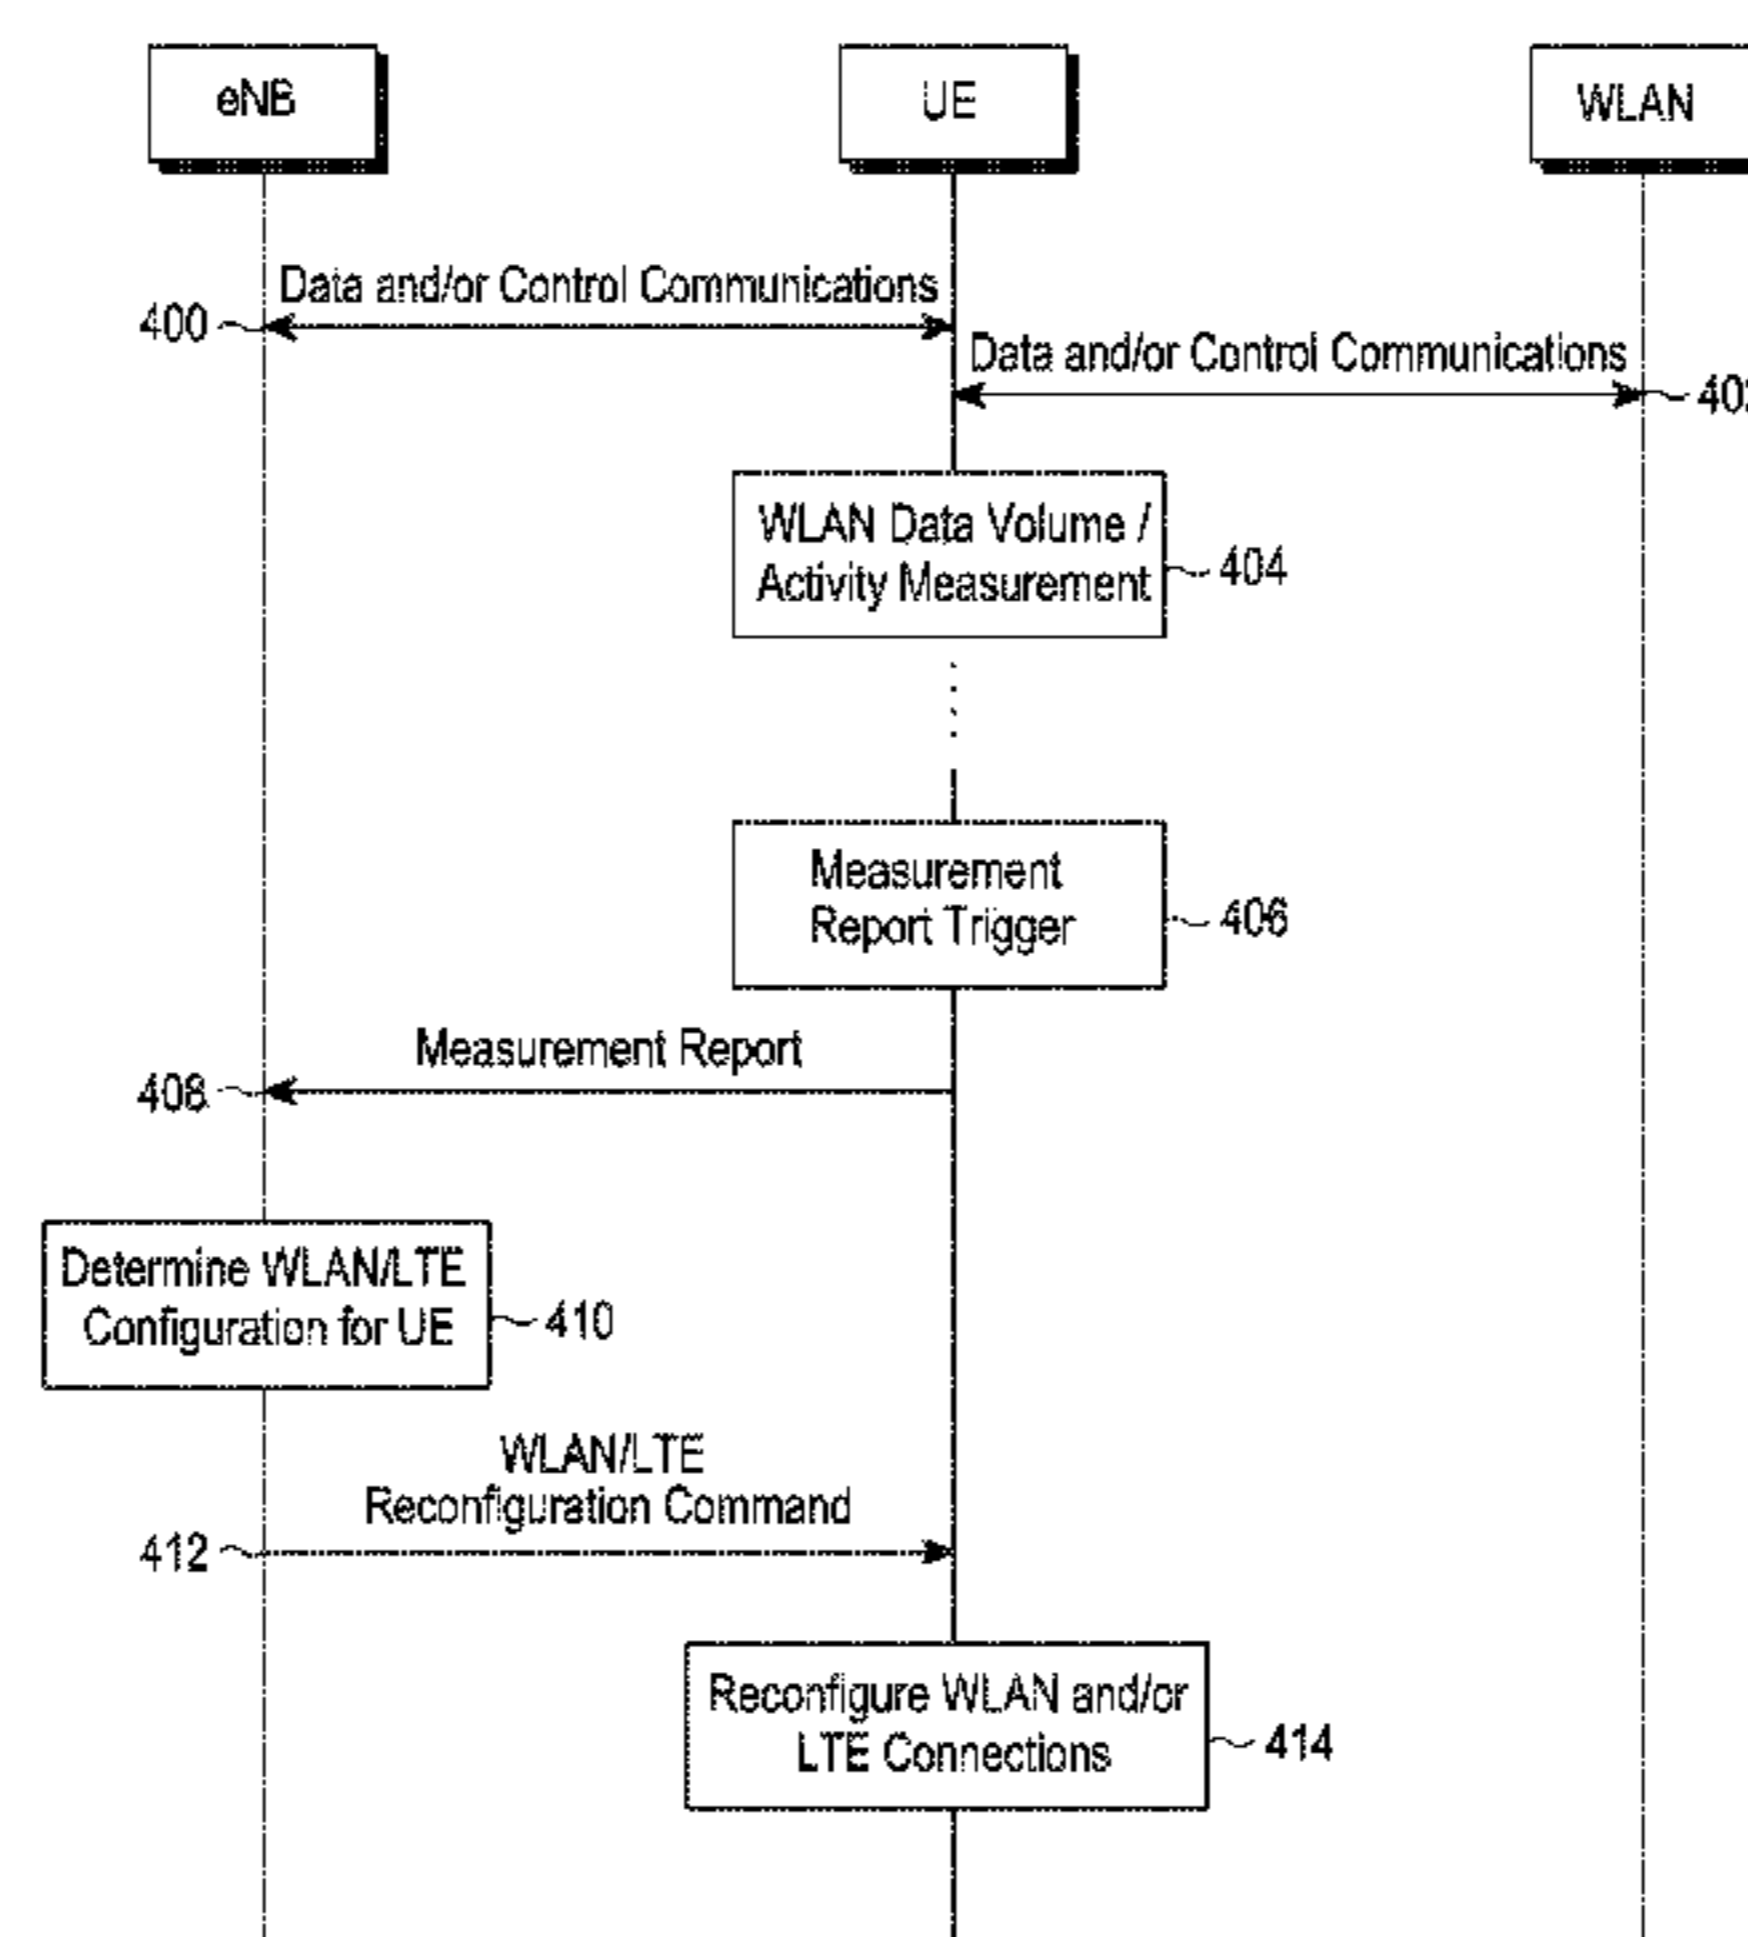 eNB
UE
WLAN
Data and/or Control Communications
400
Data and/or Control Communications
WLAN Data Volume /
Activity Measurement
404
Measurement
Report Trigger
406
Measurement Report
408
Determine WLAN/LTE
Configuration for UE
410
WLAN/LTE
Reconfiguration Command
412
Reconfigure WLAN and/or
LTE Connections
414